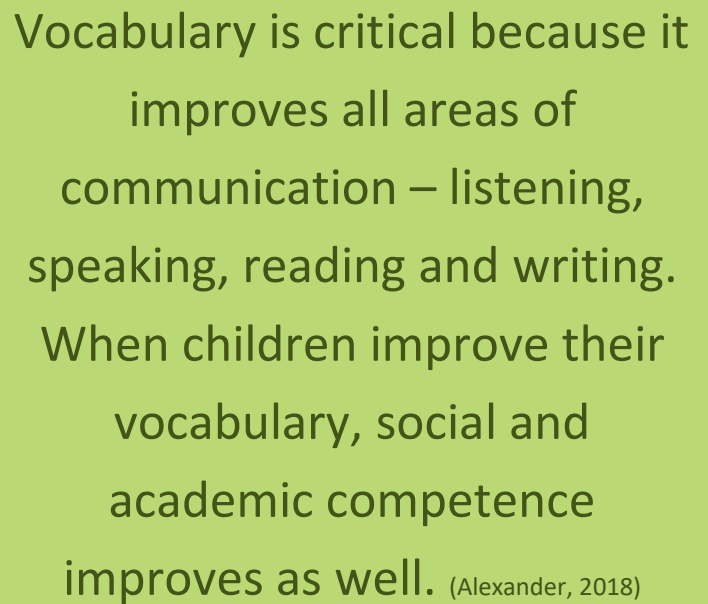 Vocabulary is critical because it
improves all areas of
communication – listening,
speaking, reading and writing.
When children improve their
vocabulary, social and
academic competence
improves as well. (Alexander, 2018)